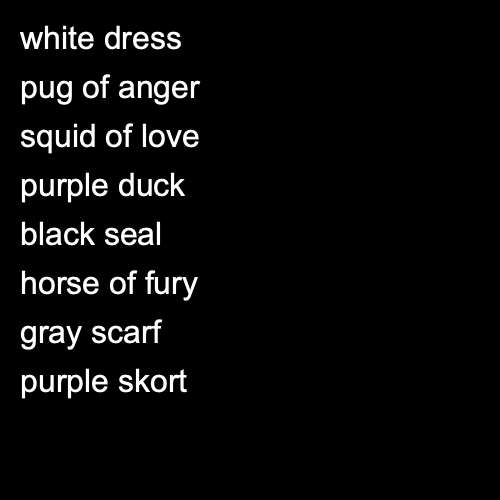 white dress
pug of anger
squid of love
purple duck
black seal
horse of fury
gray scarf
purple skort